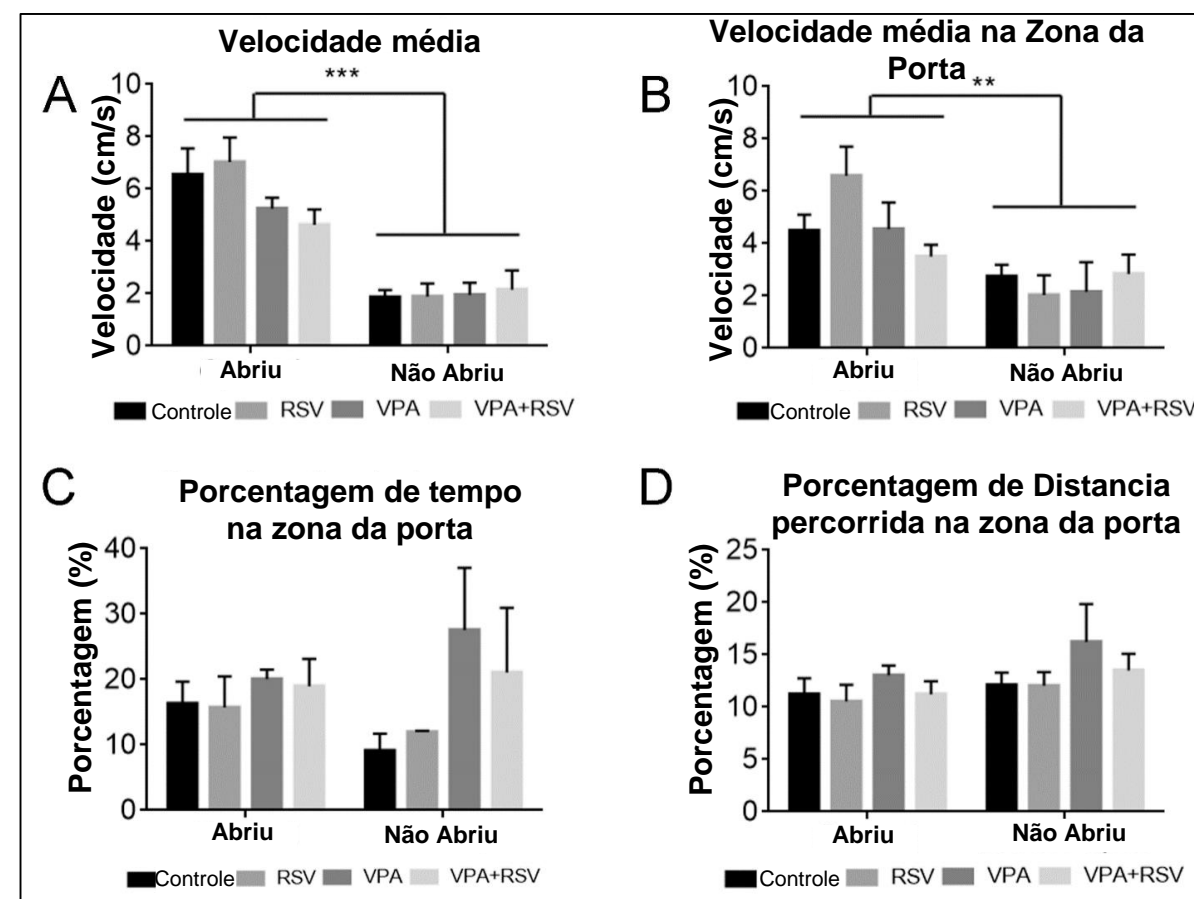 Velocidade média
A
***
Velocidade (cm/s)
10
8
6
4
2
0
Abriu
Não Abriu
Controle RSV VPA VPA+RSV
Velocidade média na Zona da
Porta
B
**
Velocidade (cm/s)
10
8
6
4
2
0
Abriu
Não Abriu
Controle RSV VPA VPA+RSV
C
Porcentagem de tempo
na zona da porta
Porcentagem (%)
40
30
20
10
0
Abriu
Não Abriu
Controle RSV VPA VPA+RSV
D
Porcentagem de Distancia
percorrida na zona da porta
Porcentagem (%)
25
20
15
10
5
0
Abriu
Não Abriu
Controle RSV VPA VPA+RSV